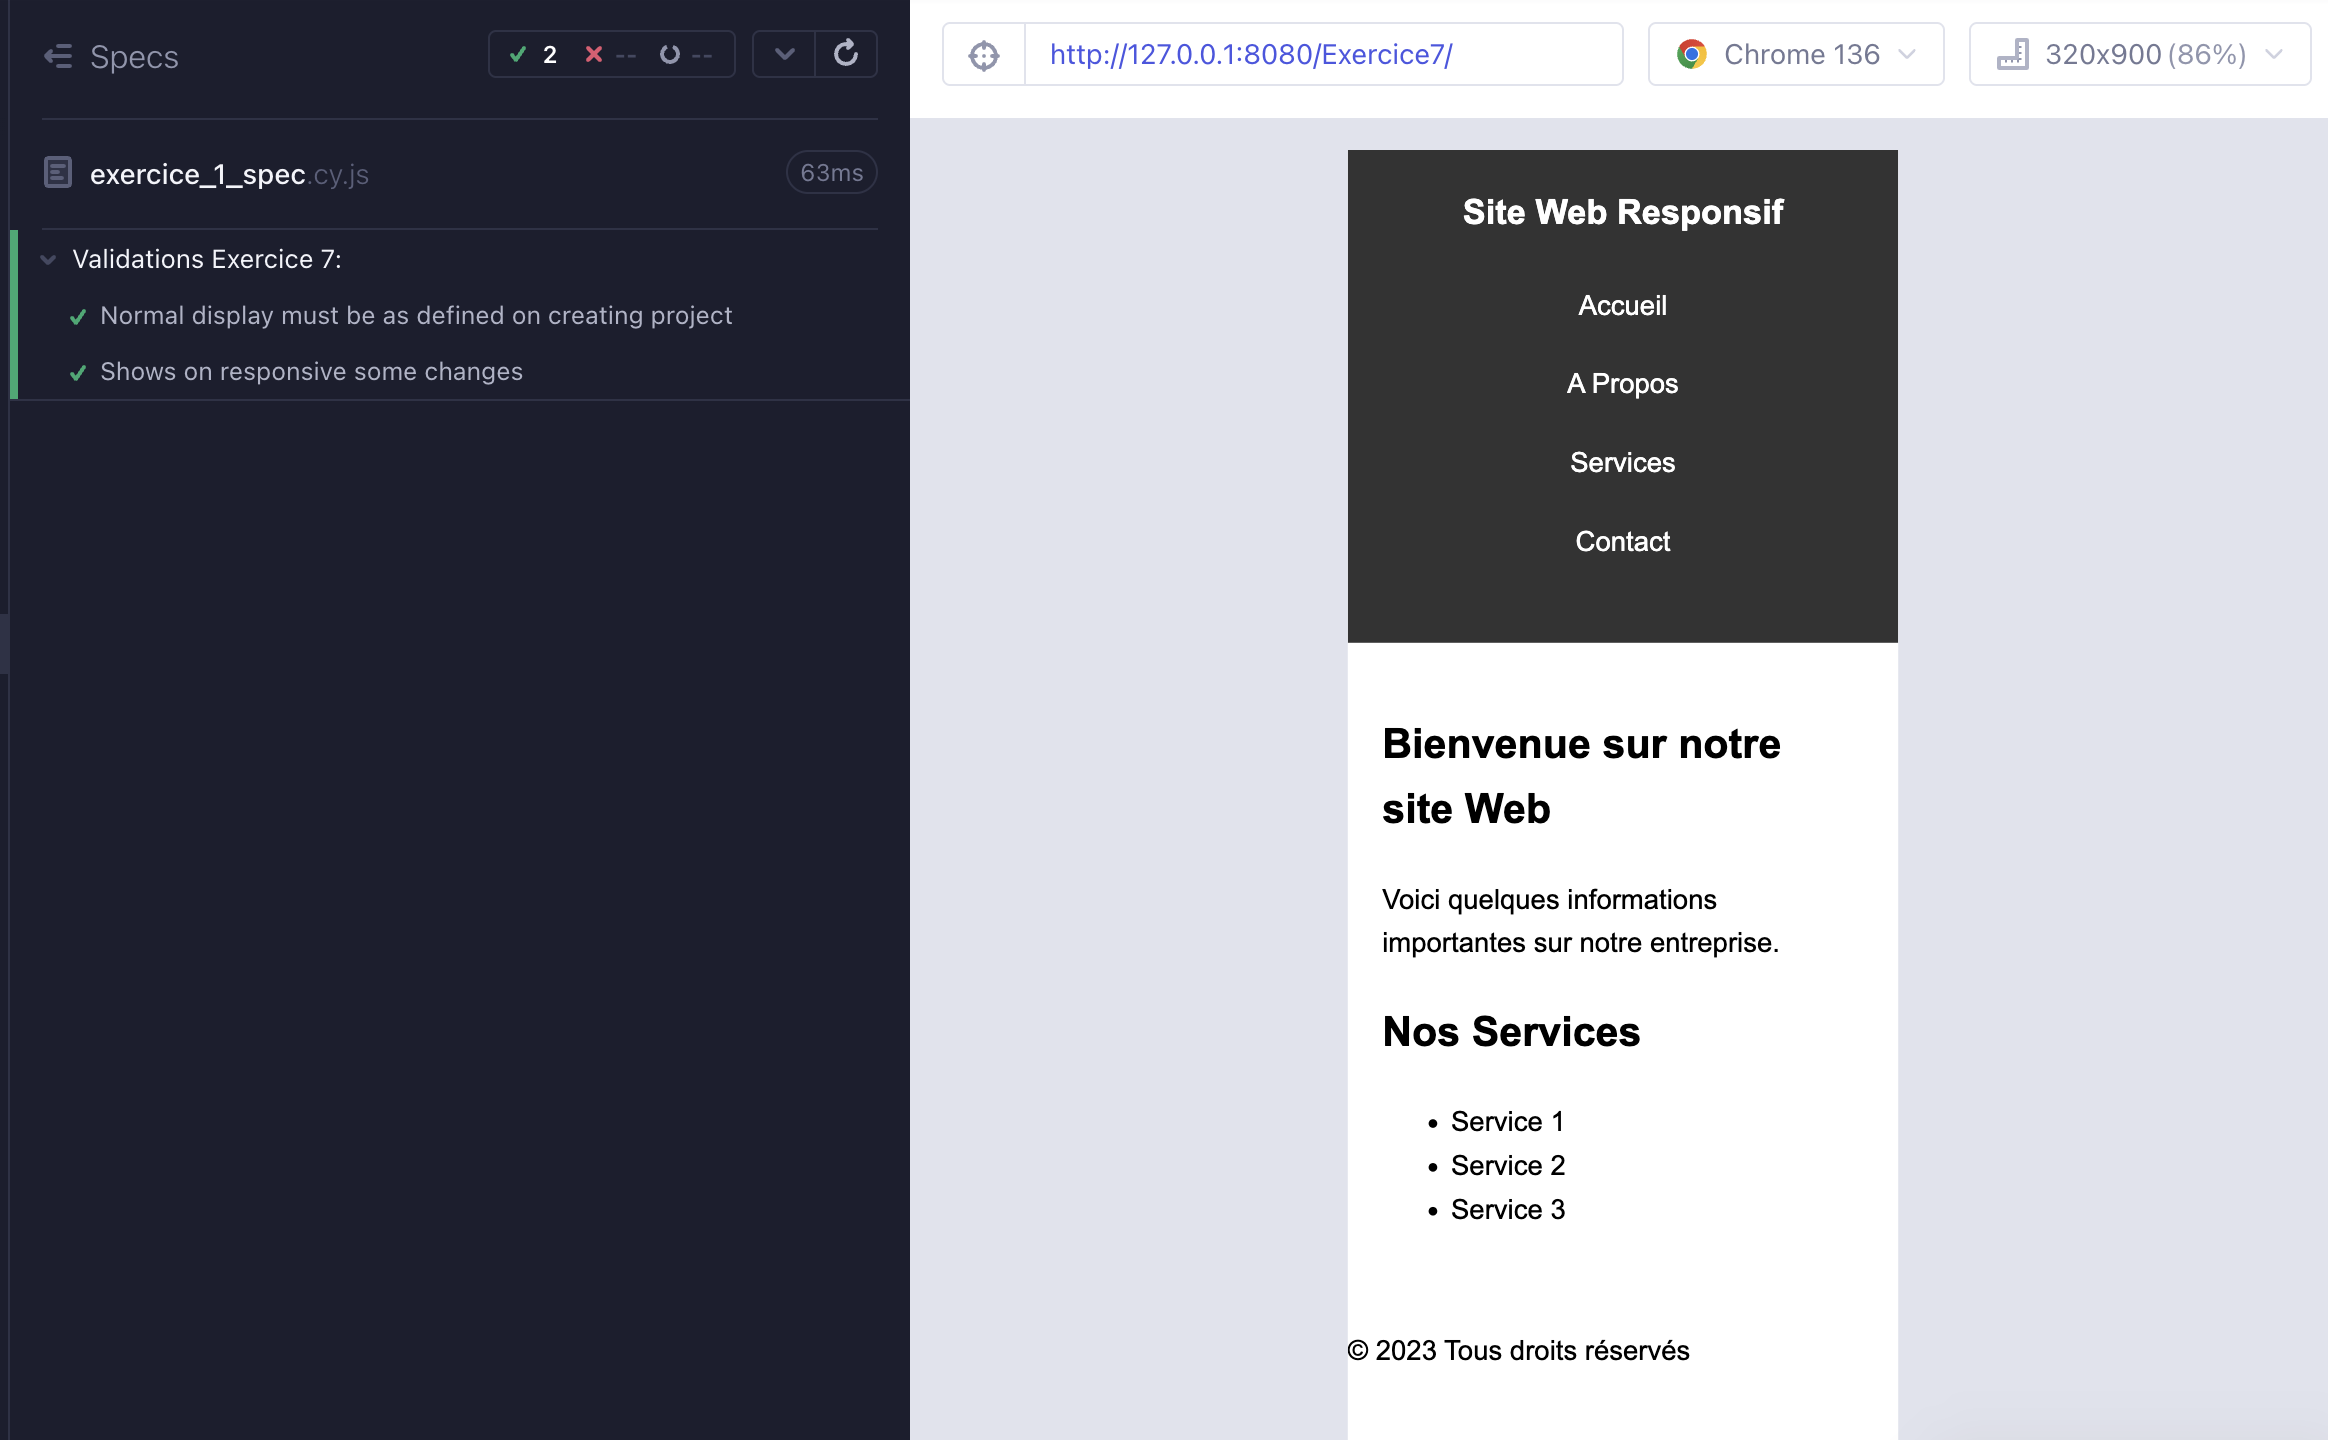 Specs
2 -- --
exercice_1_spec.cy.js
63ms
Validations Exercice 7:
Normal display must be as defined on creating project
Shows on responsive some changes
http://127.0.0.1:8080/Exercice7/
Chrome 136
320x900 (86%)
Site Web Responsif
Accueil
A Propos
Services
Contact
Bienvenue sur notre
site Web
Voici quelques informations
importantes sur notre entreprise.
Nos Services
• Service 1
• Service 2
• Service 3
© 2023 Tous droits réservés